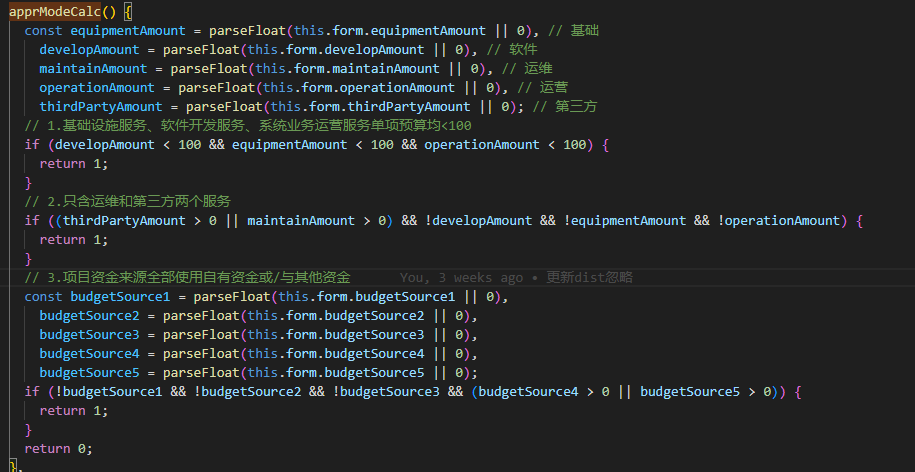 apprModeCalc() {
const equipmentAmount = parseFloat(this.form.equipmentAmount || 0), // 基础
developAmount = parseFloat(this.form.developAmount || 0), // 软件
maintainAmount = parseFloat(this.form.maintainAmount || 0), // 运维
operationAmount = parseFloat(this.form.operationAmount || 0), // 运营
thirdPartyAmount = parseFloat(this.form.thirdPartyAmount || 0); // 第三方
// 1.基础设施服务、软件开发服务、系统业务运营服务单项预算均<100
if (developAmount < 100 && equipmentAmount < 100 && operationAmount < 100) {
return 1;
}
// 2.只含运维和第三方两个服务
if ((thirdPartyAmount > 0 || maintainAmount > 0) && !developAmount && !equipmentAmount && !operationAmount) {
return 1;
}
// 3.项目资金来源全部使用自有资金或/与其他资金 You, 3 weeks ago • 更新dist忽略
const budgetSource1 = parseFloat(this.form.budgetSource1 || 0),
budgetSource2 = parseFloat(this.form.budgetSource2 || 0),
budgetSource3 = parseFloat(this.form.budgetSource3 || 0),
budgetSource4 = parseFloat(this.form.budgetSource4 || 0),
budgetSource5 = parseFloat(this.form.budgetSource5 || 0);
if (!budgetSource1 && !budgetSource2 && !budgetSource3 && (budgetSource4 > 0 || budgetSource5 > 0)) {
return 1;
}
return 0;
},